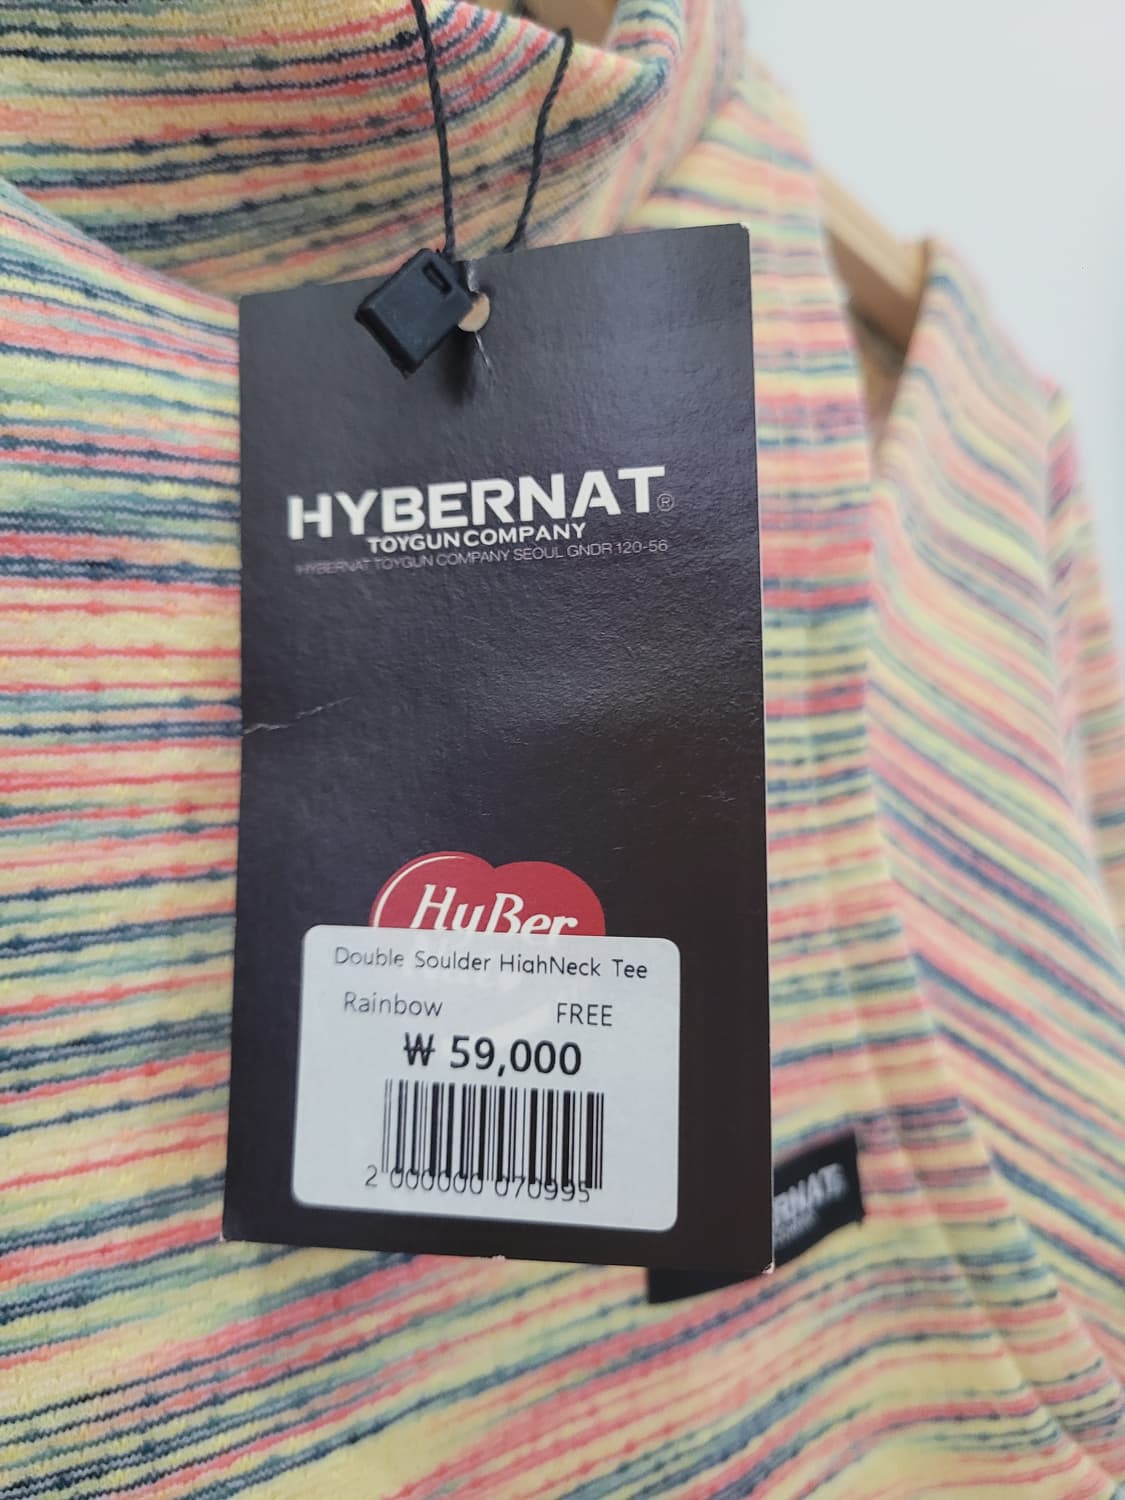 HYBERNAT®
TOYGUN COMPANY
HYBERNAT TOYGUN COMPANY SEOUL GNDR 120-56
HyBer
Double Soulder HighNeck Tee
Rainbow FREE
₩ 59,000
2 000000 070995
RNAT